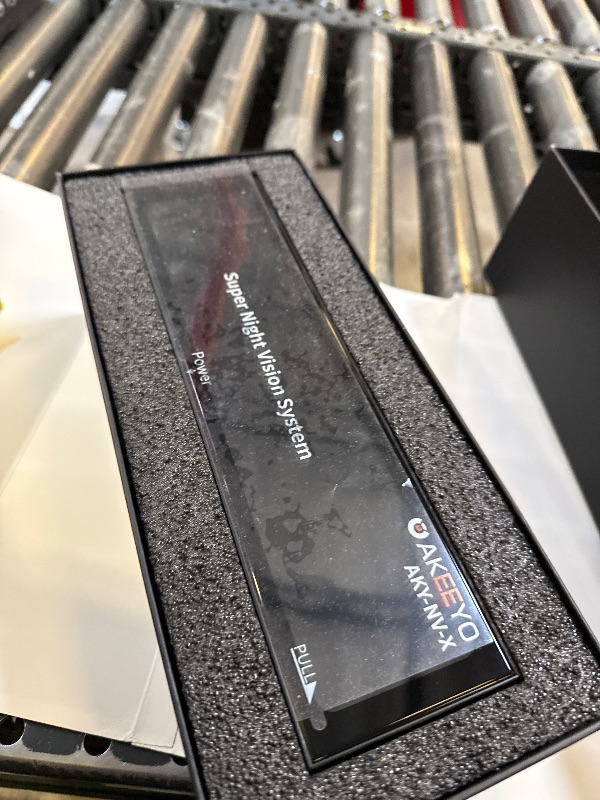 Super Night Vision System
Power
AKEEYO
AKY-NV-X
PULL